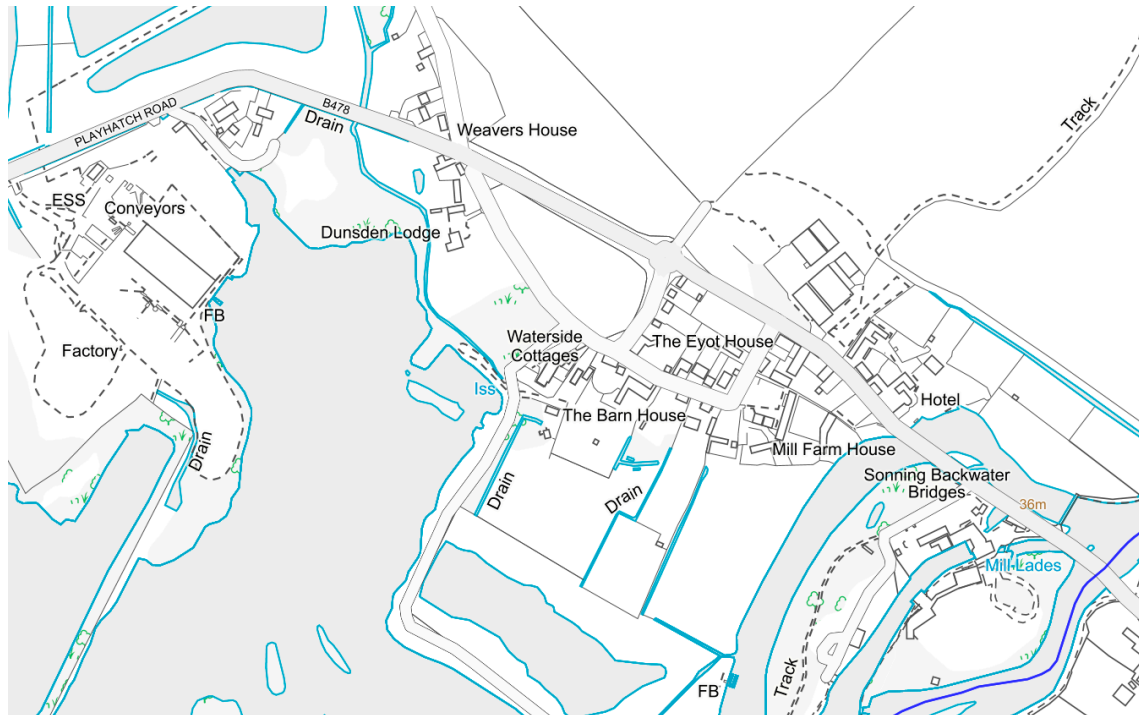 B478
PLAYHATCH ROAD
Drain
Weavers House
Track
ESS
Conveyors
Dunsden Lodge
FB
Factory
Waterside
Cottages
The Eyot House
Iss
The Barn House
Hotel
Mill Farm House
Drain
Drain
Drain
Sonning Backwater
Bridges
36m
Mill Lades
Track
FB